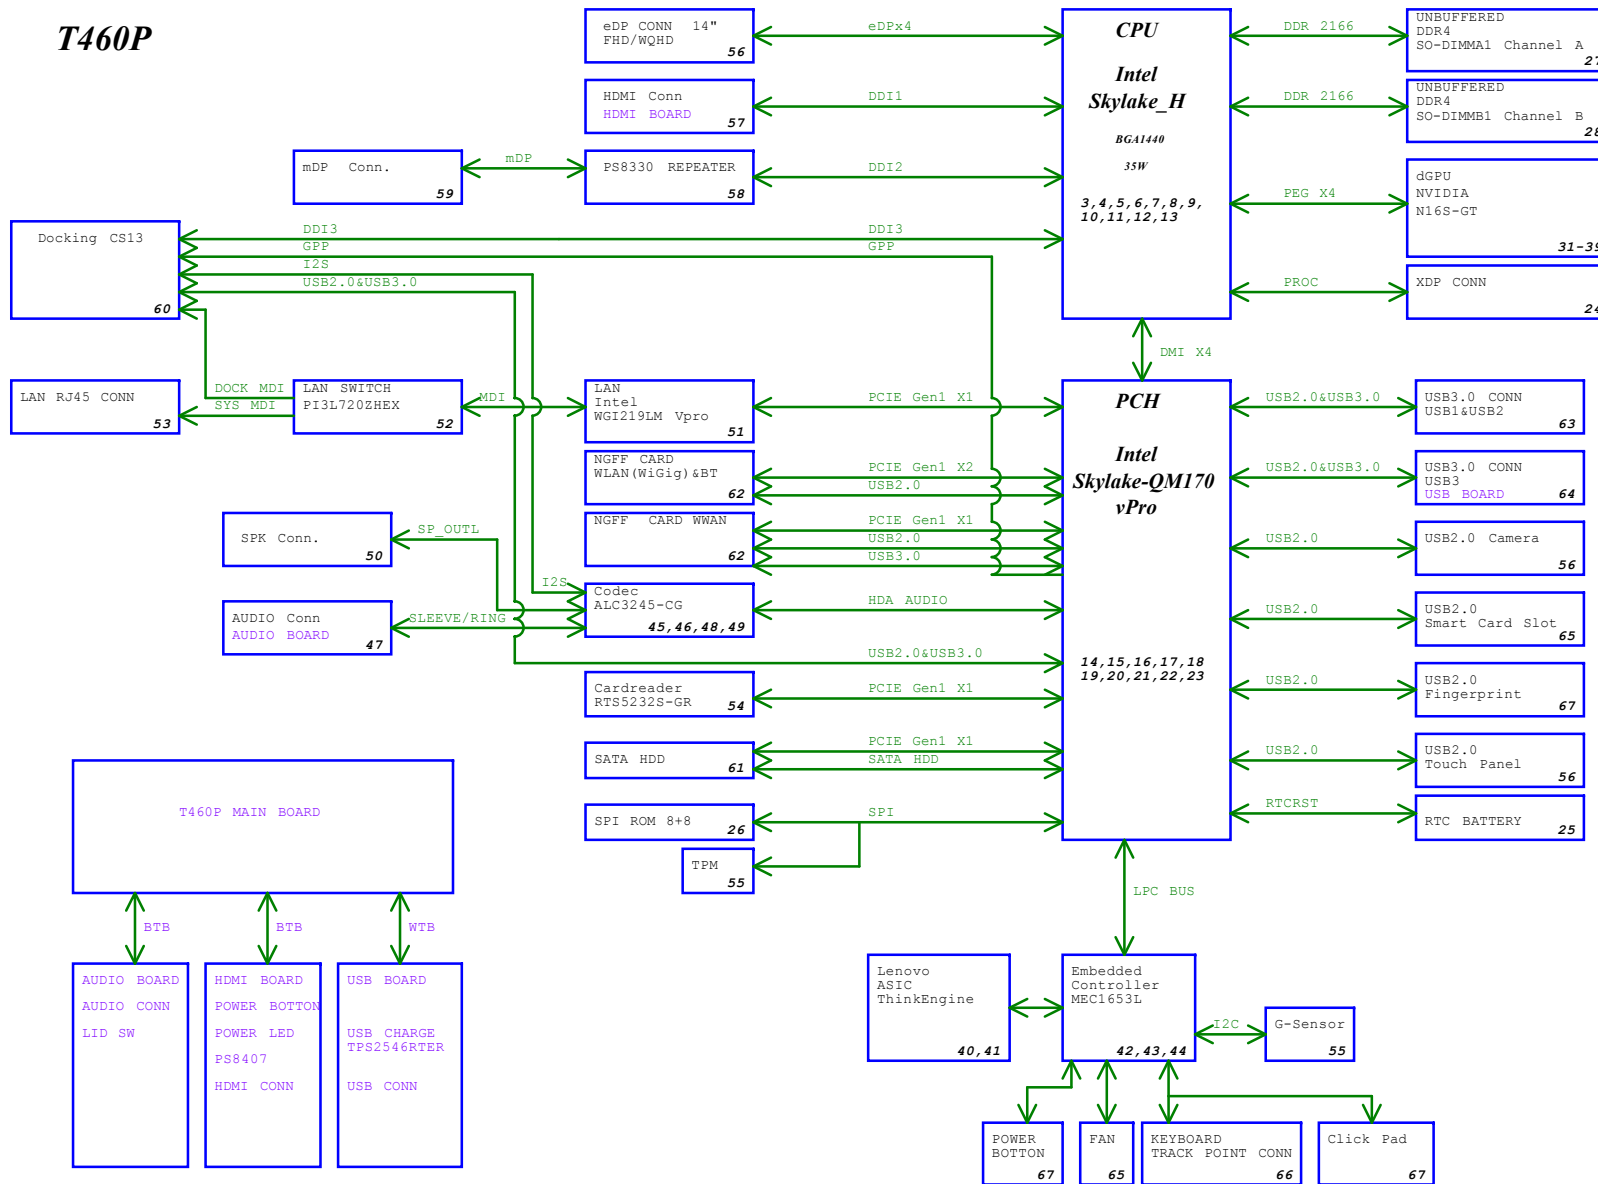 T460P
eDP CONN 14"
FHD/WQHD
56
eDPx4
CPU
Intel
Skylake_H
BGA1440
35W
3,4,5,6,7,8,9,
10,11,12,13
DDR 2166
UNBUFFERED
DDR4
SO-DIMMA1 Channel A
27
HDMI Conn
HDMI BOARD
57
DDI1
DDR 2166
UNBUFFERED
DDR4
SO-DIMMB1 Channel B
28
mDP Conn.
59
mDP
PS8330 REPEATER
58
DDI2
PEG X4
dGPU
NVIDIA
N16S-GT
31-39
Docking CS13
60
DDI3
GPP
I2S
USB2.0&USB3.0
DDI3
GPP
PROC
XDP CONN
24
DMI X4
LAN RJ45 CONN
53
DOCK MDI
SYS MDI
LAN SWITCH
PI3L720ZHEX
52
MDI
LAN
Intel
WGI219LM Vpro
51
PCIE Gen1 X1
PCH
Intel
Skylake-QM170
vPro
14,15,16,17,18
19,20,21,22,23
USB2.0&USB3.0
USB3.0 CONN
USB1&USB2
63
NGFF CARD
WLAN(WiGig)&BT
62
PCIE Gen1 X2
USB2.0
USB2.0&USB3.0
USB3.0 CONN
USB3
USB BOARD
64
NGFF CARD WWAN
62
PCIE Gen1 X1
USB2.0
USB3.0
USB2.0
USB2.0 Camera
56
SPK Conn.
50
SP_OUTL
I2S
Codec
ALC3245-CG
45,46,48,49
HDA AUDIO
USB2.0
USB2.0
Smart Card Slot
65
AUDIO Conn
AUDIO BOARD
47
SLEEVE/RING
USB2.0&USB3.0
Cardreader
RTS5232S-GR
54
PCIE Gen1 X1
USB2.0
USB2.0
Fingerprint
67
SATA HDD
61
PCIE Gen1 X1
SATA HDD
USB2.0
USB2.0
Touch Panel
56
SPI ROM 8+8
26
SPI
RTCRST
RTC BATTERY
25
TPM
55
LPC BUS
T460P MAIN BOARD
BTB
BTB
WTB
AUDIO BOARD
AUDIO CONN
LID SW
HDMI BOARD
POWER BOTTON
POWER LED
PS8407
HDMI CONN
USB BOARD
USB CHARGE
TPS2546RTER
USB CONN
Lenovo
ASIC
ThinkEngine
40,41
Embedded
Controller
MEC1653L
42,43,44
I2C
G-Sensor
55
POWER
BOTTON
67
FAN
65
KEYBOARD
TRACK POINT CONN
66
Click Pad
67